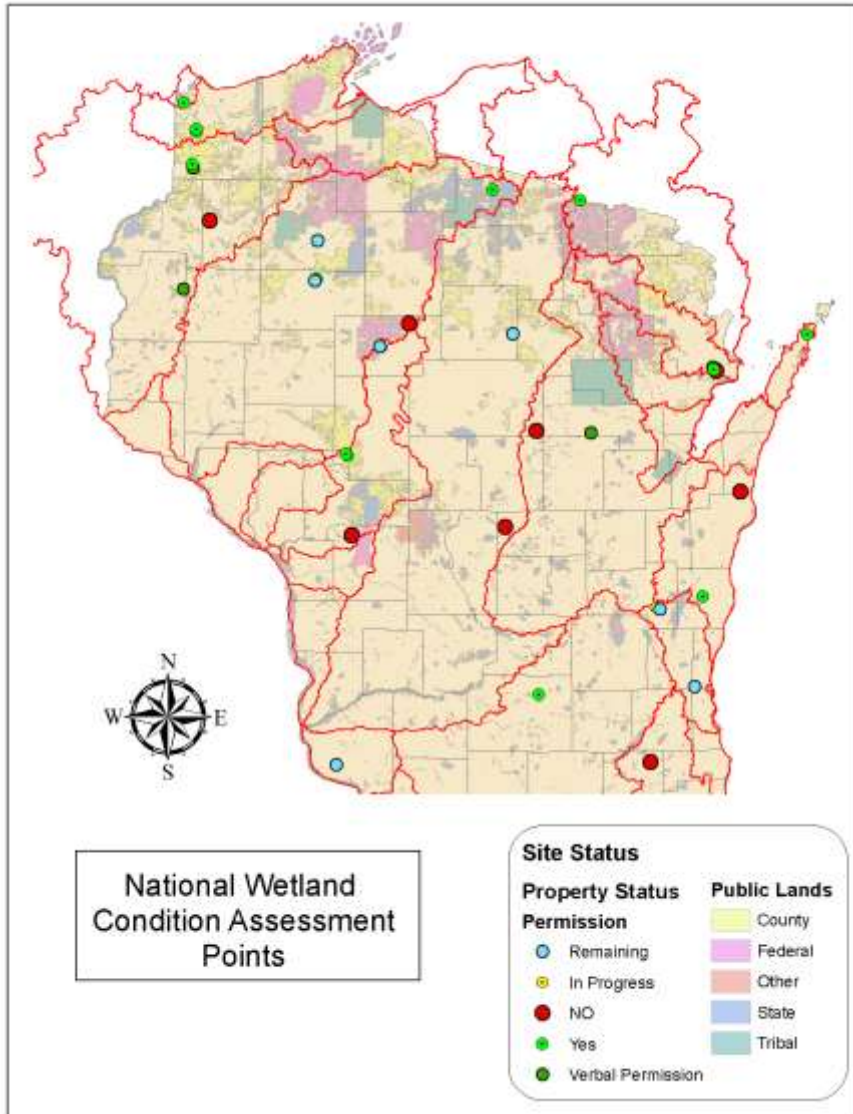 N
W E
S
National Wetland
Condition Assessment
Points
Site Status
Property Status
Permission
Remaining
In Progress
NO
Yes
Verbal Permission
Public Lands
County
Federal
Other
State
Tribal